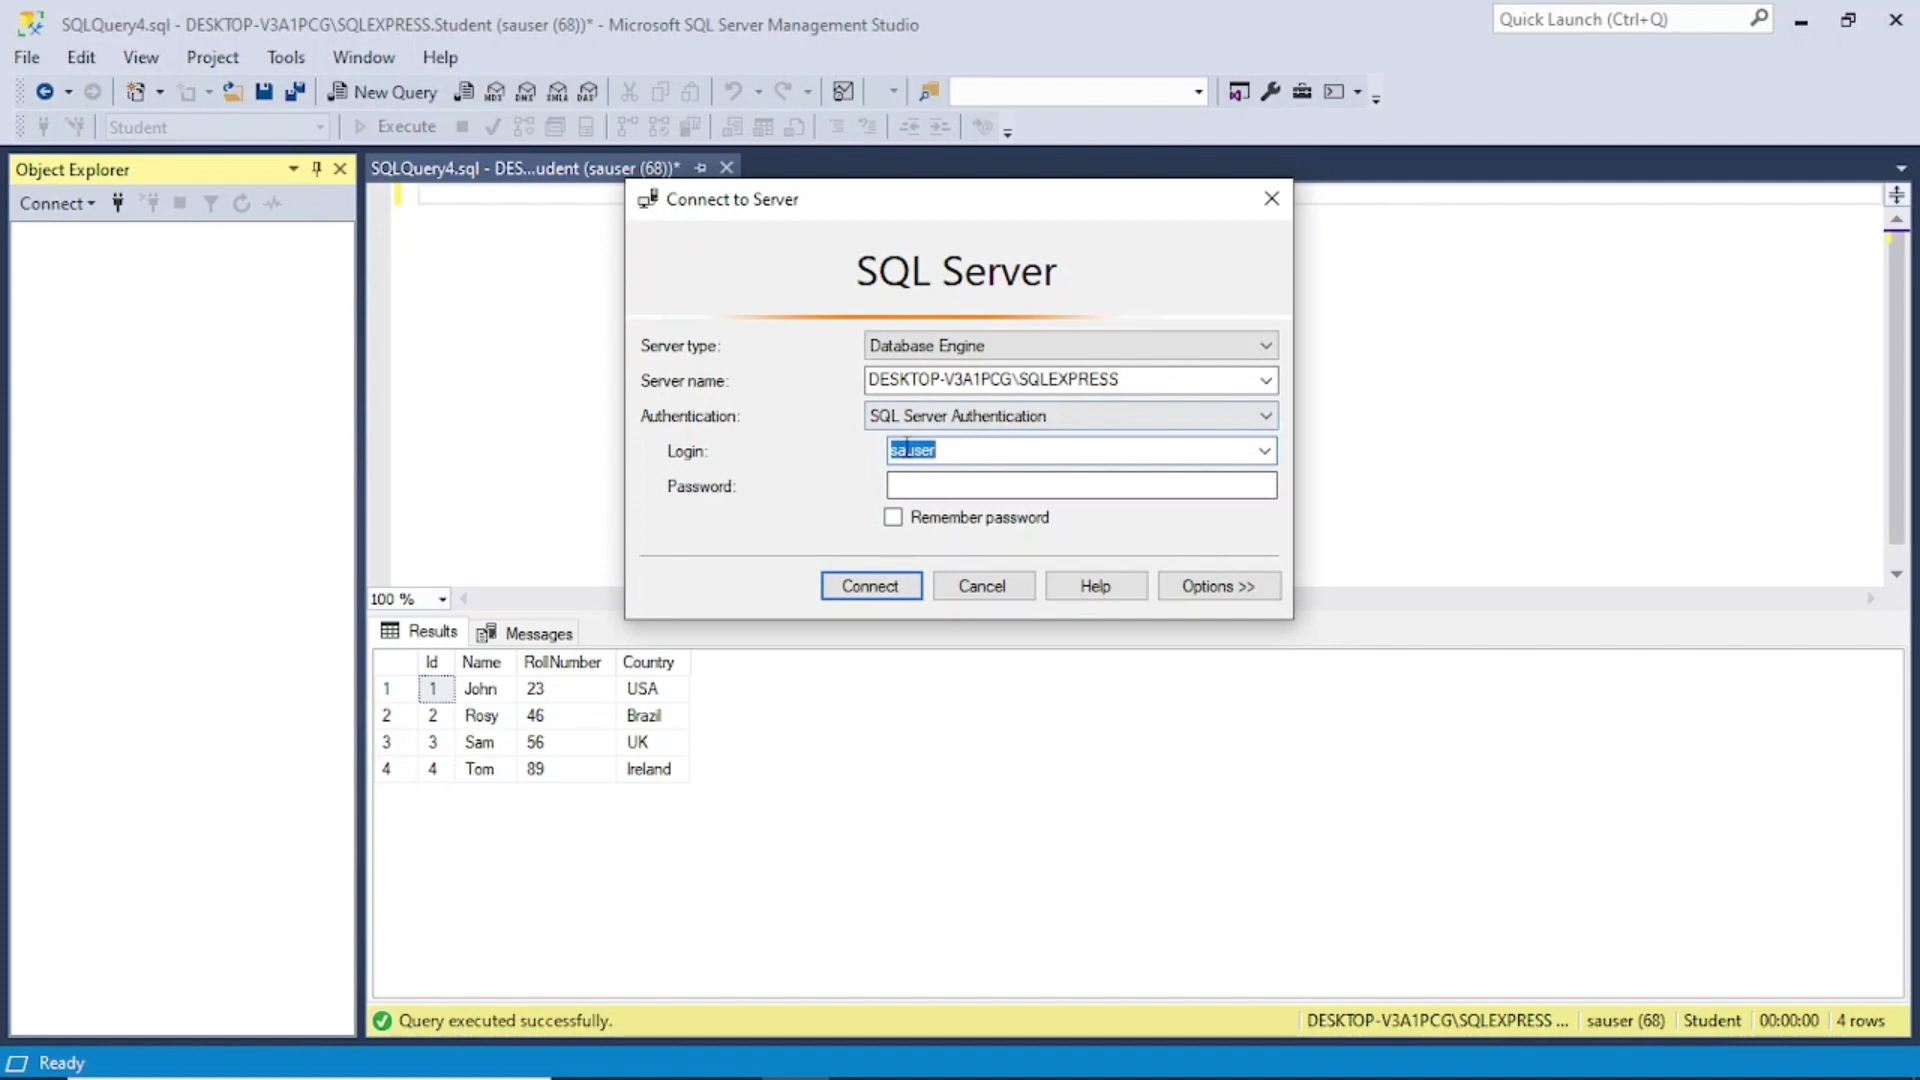 SQLQuery4.sql - DESKTOP-V3A1PCG\SQLEXPRESS.Student (sauser (68))* - Microsoft SQL Server Management Studio
Quick Launch (Ctrl+Q)
File Edit View Project Tools Window Help
New Query MDX DMX XMLA DAX
Student Execute
Object Explorer
SQLQuery4.sql - DES...udent (sauser (68))*
Connect
Connect to Server
SQL Server
Server type: Database Engine
Server name: DESKTOP-V3A1PCG\SQLEXPRESS
Authentication: SQL Server Authentication
Login: sauser
Password:
Remember password
Connect Cancel Help Options >>
100 %
Results Messages
Id Name RollNumber Country
1 1 John 23 USA
2 2 Rosy 46 Brazil
3 3 Sam 56 UK
4 4 Tom 89 Ireland
Query executed successfully. DESKTOP-V3A1PCG\SQLEXPRESS ... sauser (68) Student 00:00:00 4 rows
Ready